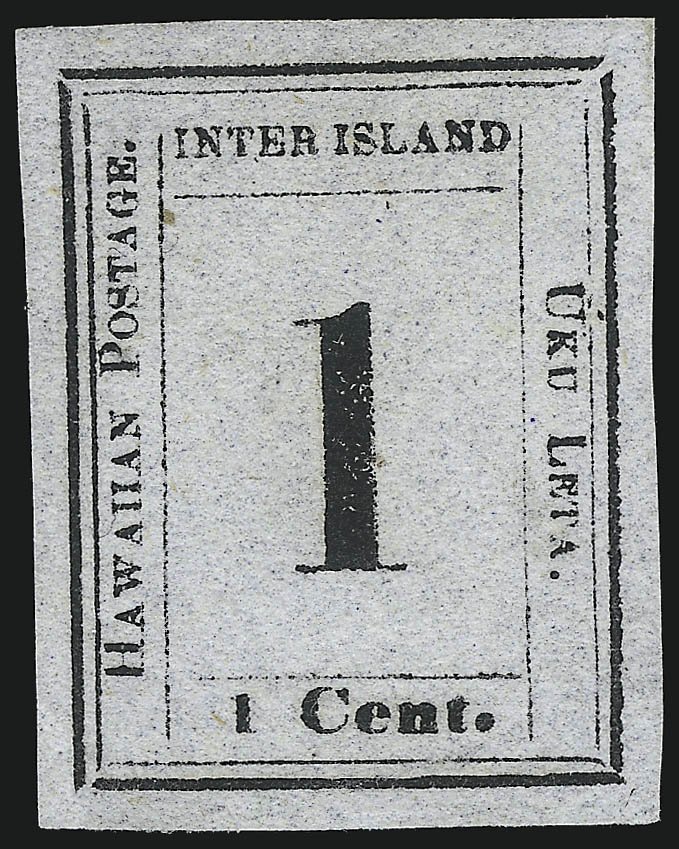 INTER ISLAND
HAWAIIAN POSTAGE.
1
UKU LETA.
1 Cent.